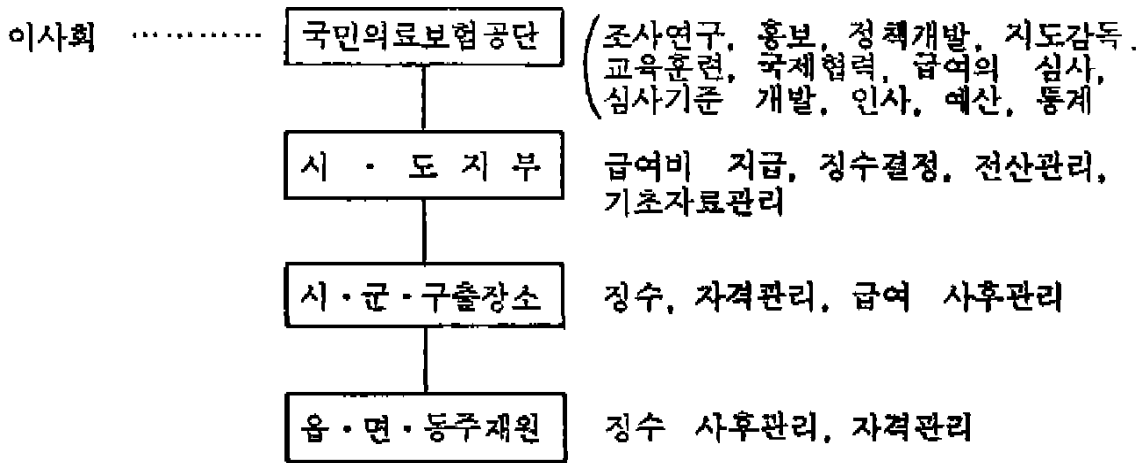 이사회 ………… 국민의료보험공단 (조사연구, 홍보, 정책개발, 지도감독,
교육훈련, 국제협력, 급여의 심사,
심사기준 개발, 인사, 예산, 통계
시 · 도 지 부 급여비 지급, 징수결정, 전산관리,
기초자료관리
시·군·구출장소 징수, 자격관리, 급여 사후관리
읍·면·동주재원 징수 사후관리, 자격관리